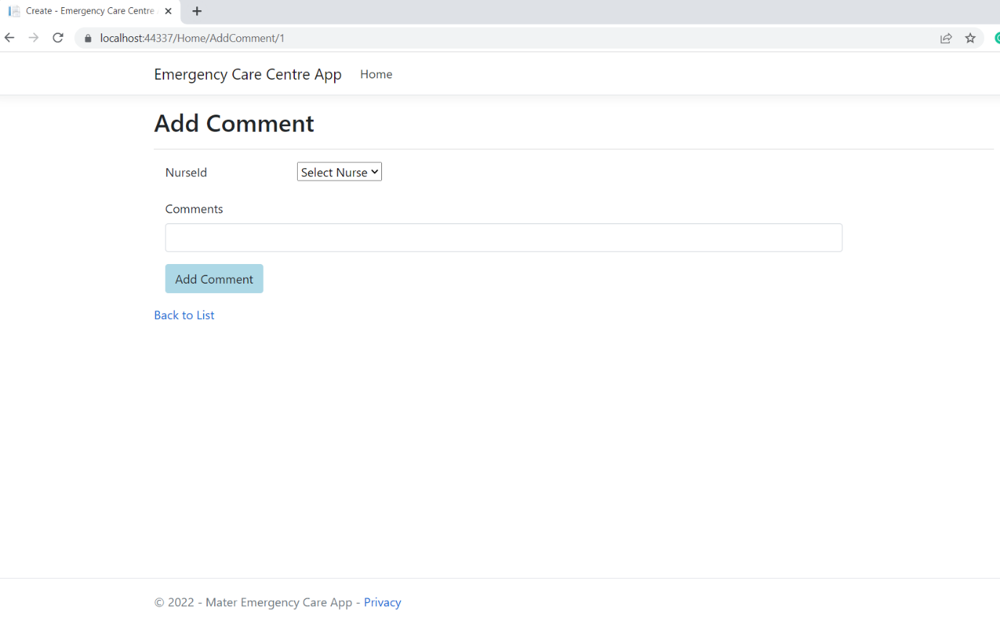 Create - Emergency Care Centre
localhost:44337/Home/AddComment/1
Emergency Care Centre App Home
Add Comment
NurseId Select Nurse
Comments
Add Comment
Back to List
© 2022 - Mater Emergency Care App - Privacy